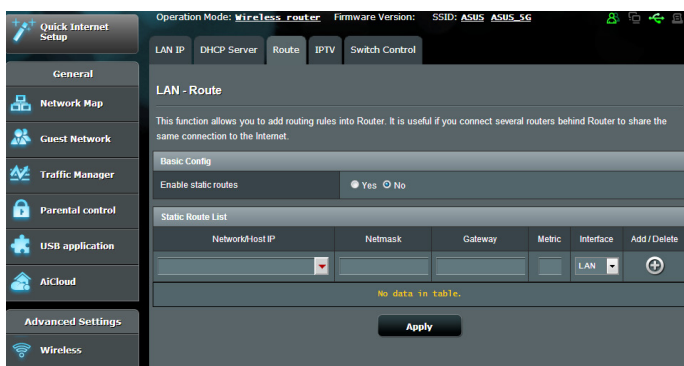 Quick Internet
Setup
General
Network Map
Guest Network
Traffic Manager
Parental control
USB application
AiCloud
Advanced Settings
Wireless
Operation Mode: Wireless router Firmware Version: SSID: ASUS ASUS_5G
LAN IP DHCP Server Route IPTV Switch Control
LAN - Route
This function allows you to add routing rules into Router. It is useful if you connect several routers behind Router to share the
same connection to the Internet.
Basic Config
Enable static routes Yes No
Static Route List
Network/Host IP Netmask Gateway Metric Interface Add / Delete
LAN
No data in table.
Apply